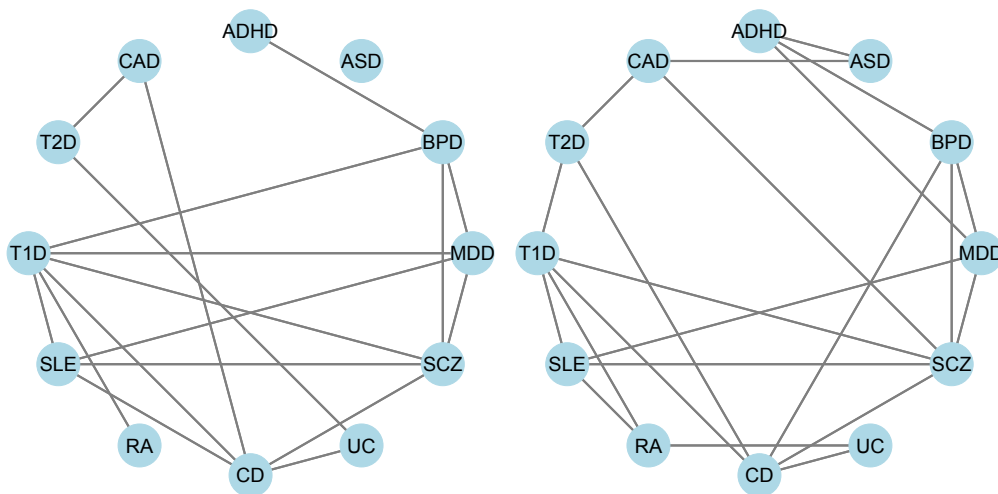 ADHD
ASD
CAD
T2D
BPD
T1D
MDD
SLE
SCZ
RA
UC
CD
ADHD
ASD
CAD
T2D
BPD
T1D
MDD
SLE
SCZ
RA
UC
CD